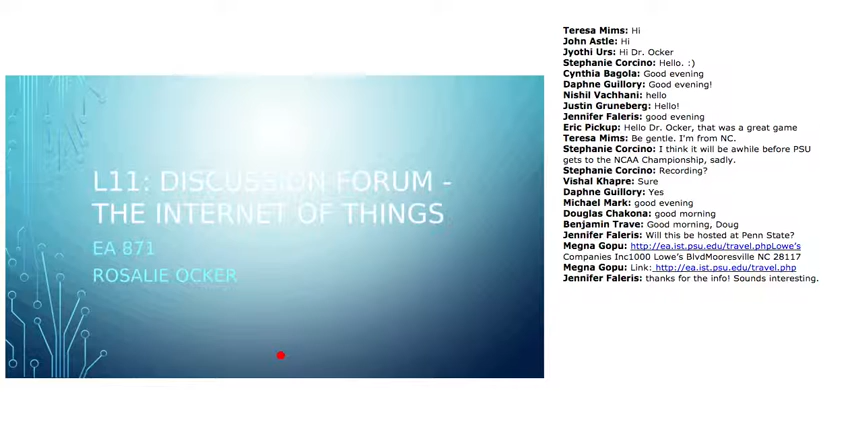 L11: DISCUSSION FORUM -
THE INTERNET OF THINGS
EA 871
ROSALIE OCKER
Teresa Mims: Hi
John Astle: Hi
Jyothi Urs: Hi Dr. Ocker
Stephanie Corcino: Hello. :)
Cynthia Bagola: Good evening
Daphne Guillory: Good evening!
Nishil Vachhani: hello
Justin Gruneberg: Hello!
Jennifer Faleris: good evening
Eric Pickup: Hello Dr. Ocker, that was a great game
Teresa Mims: Be gentle. I'm from NC.
Stephanie Corcino: I think it will be awhile before PSU
gets to the NCAA Championship, sadly.
Stephanie Corcino: Recording?
Vishal Khapre: Sure
Daphne Guillory: Yes
Michael Mark: good evening
Douglas Chakona: good morning
Benjamin Trave: Good morning, Doug
Jennifer Faleris: Will this be hosted at Penn State?
Megna Gopu: http://ea.ist.psu.edu/travel.phpLowe's
Companies Inc1000 Lowe's BlvdMooresville NC 28117
Megna Gopu: Link: http://ea.ist.psu.edu/travel.php
Jennifer Faleris: thanks for the info! Sounds interesting.